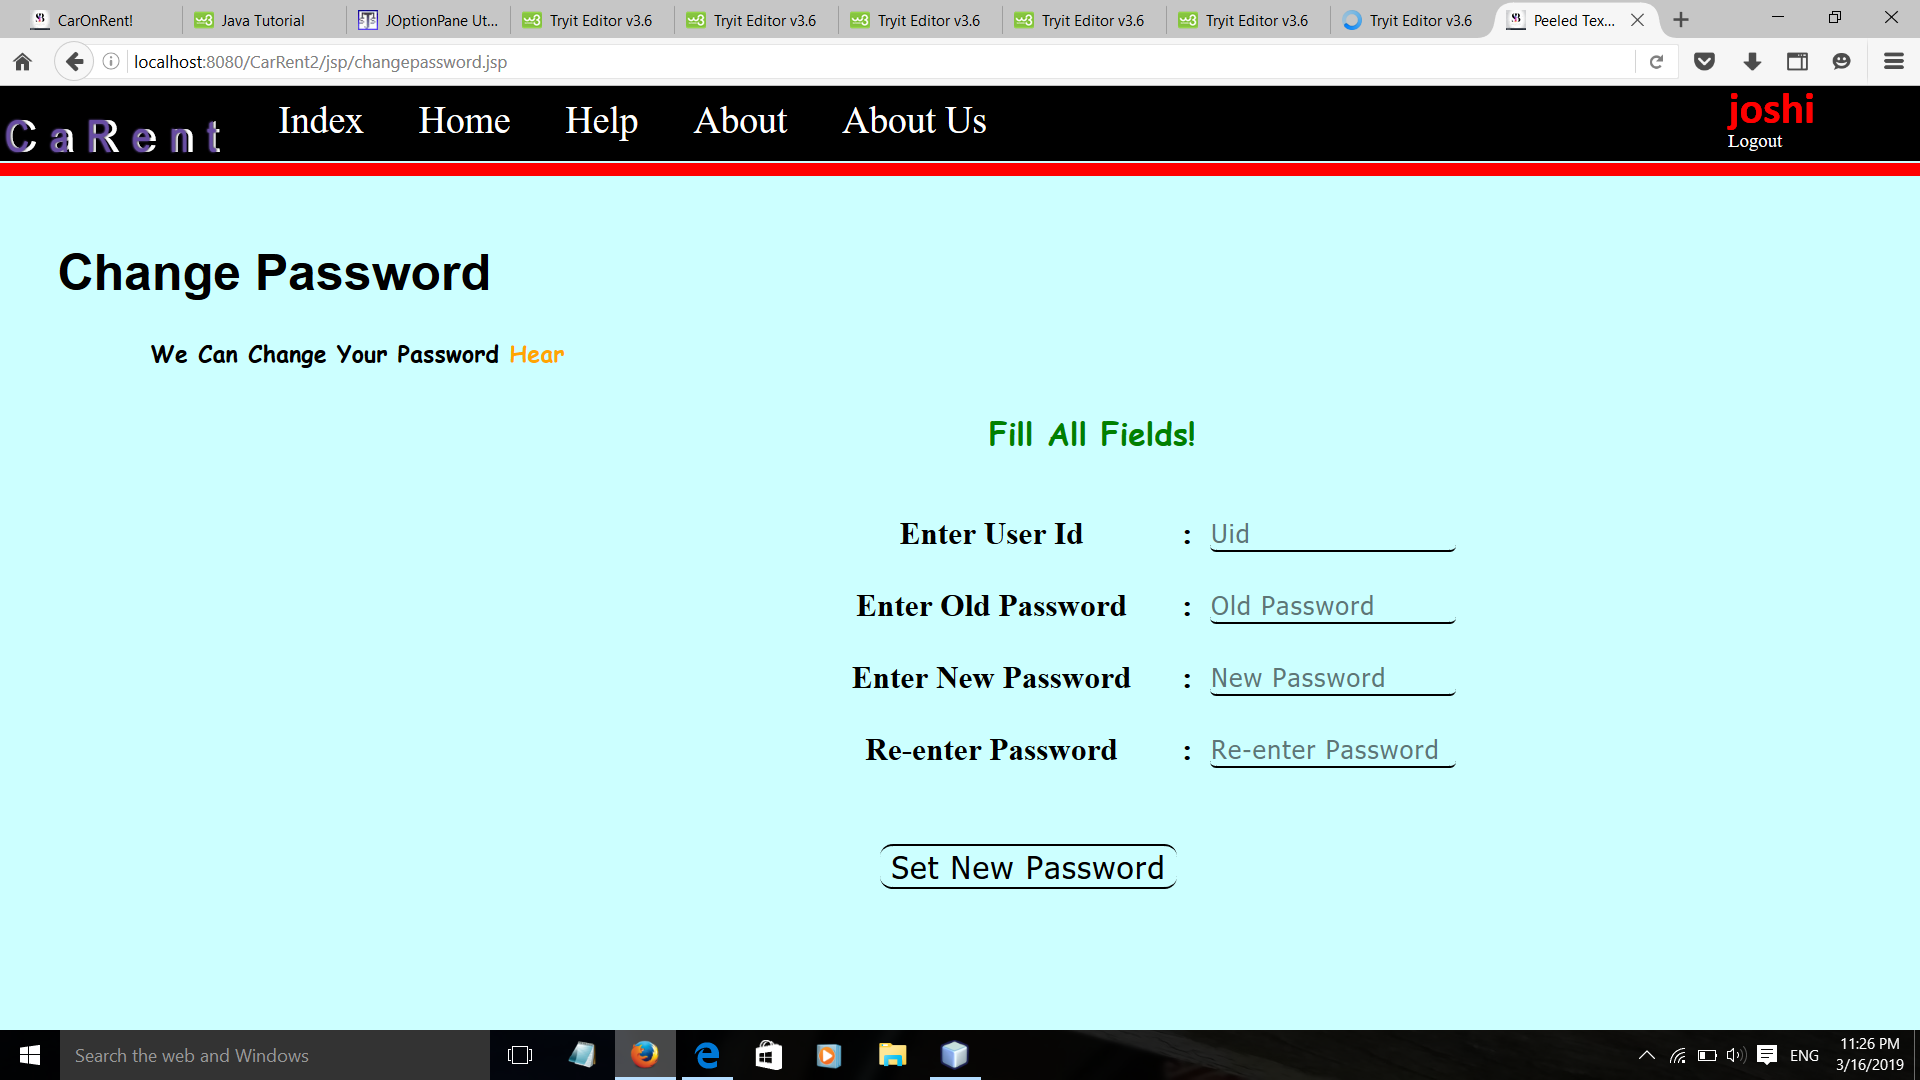 CarOnRent!
Java Tutorial
JOptionPane Ut...
Tryit Editor v3.6
Tryit Editor v3.6
Tryit Editor v3.6
Tryit Editor v3.6
Tryit Editor v3.6
Tryit Editor v3.6
Peeled Tex...
localhost:8080/CarRent2/jsp/changepassword.jsp
CaRent
Index
Home
Help
About
About Us
joshi
Logout
Change Password
We Can Change Your Password Hear
Fill All Fields!
Enter User Id : Uid
Enter Old Password : Old Password
Enter New Password : New Password
Re-enter Password : Re-enter Password
Set New Password
Search the web and Windows
ENG
11:26 PM
3/16/2019